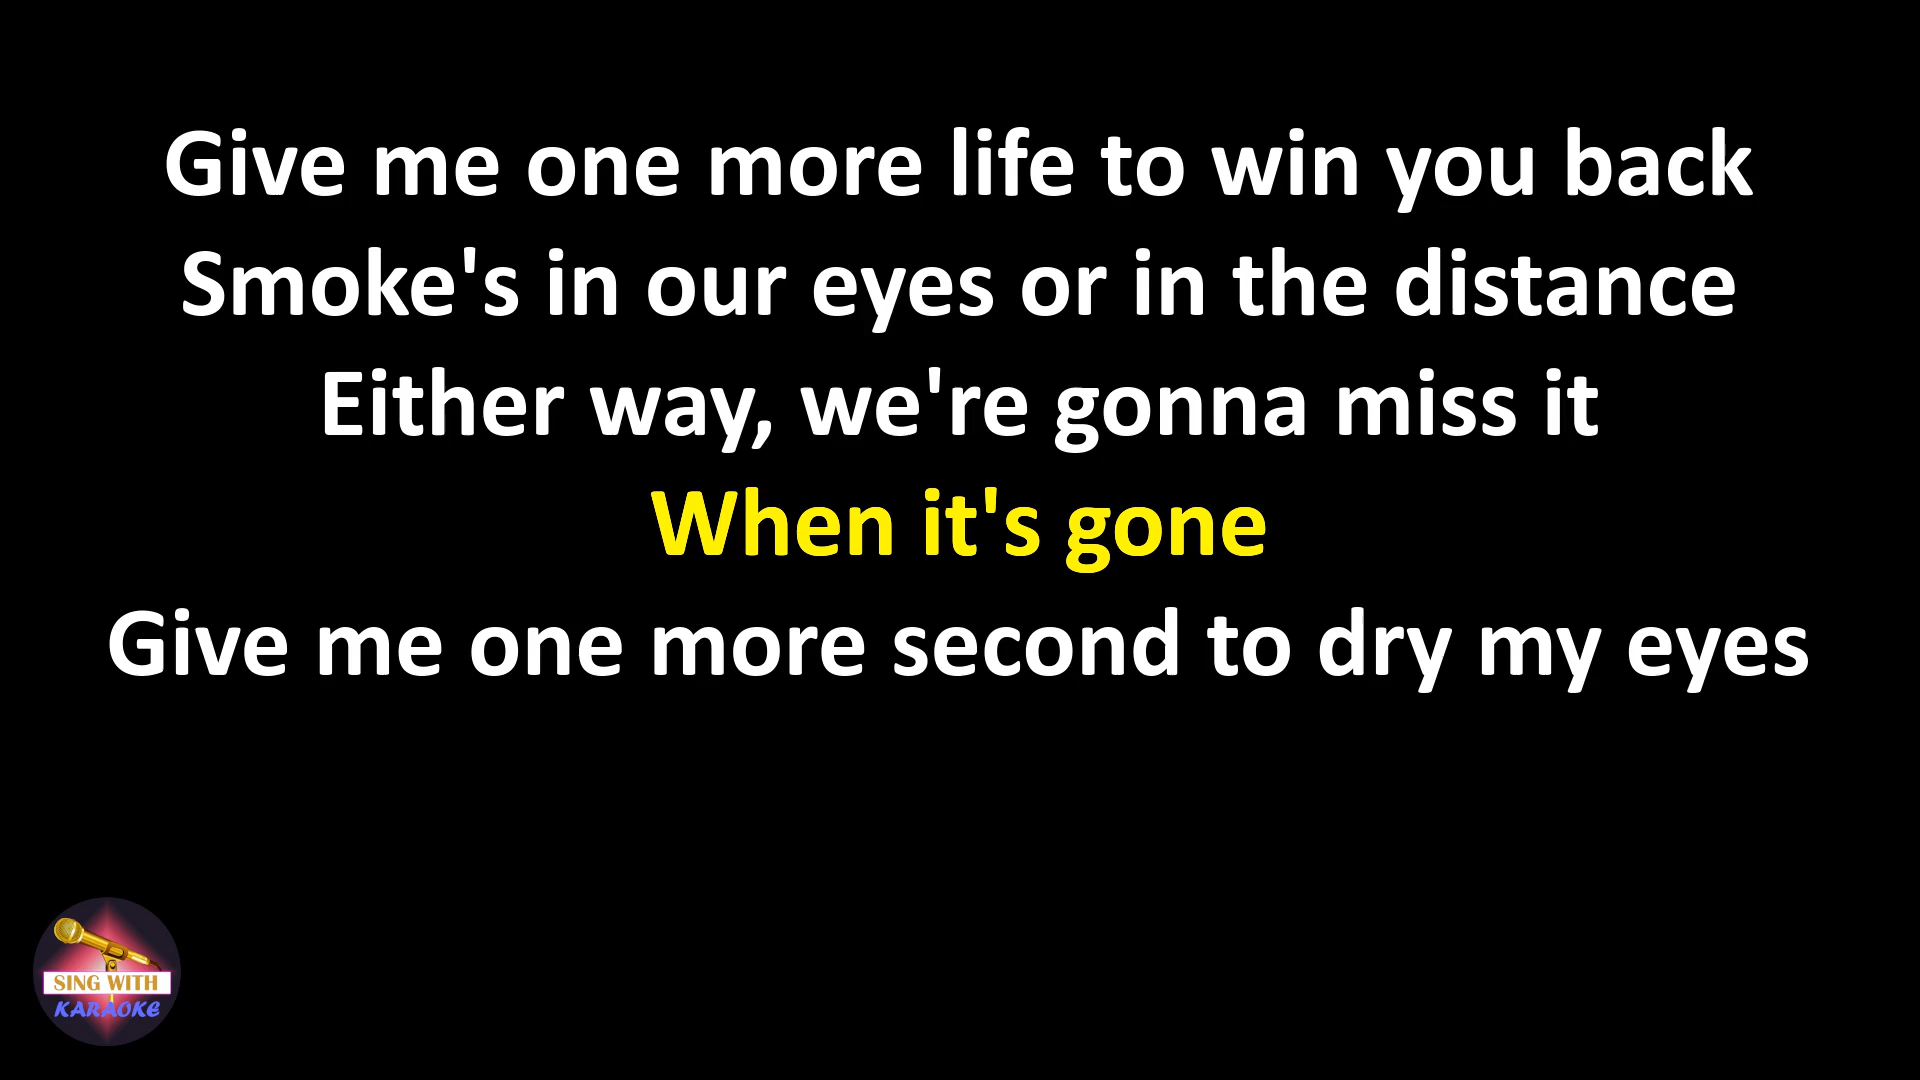 Give me one more life to win you back
Smoke's in our eyes or in the distance
Either way, we're gonna miss it
When it's gone
Give me one more second to dry my eyes
SING WITH
KARAOKE